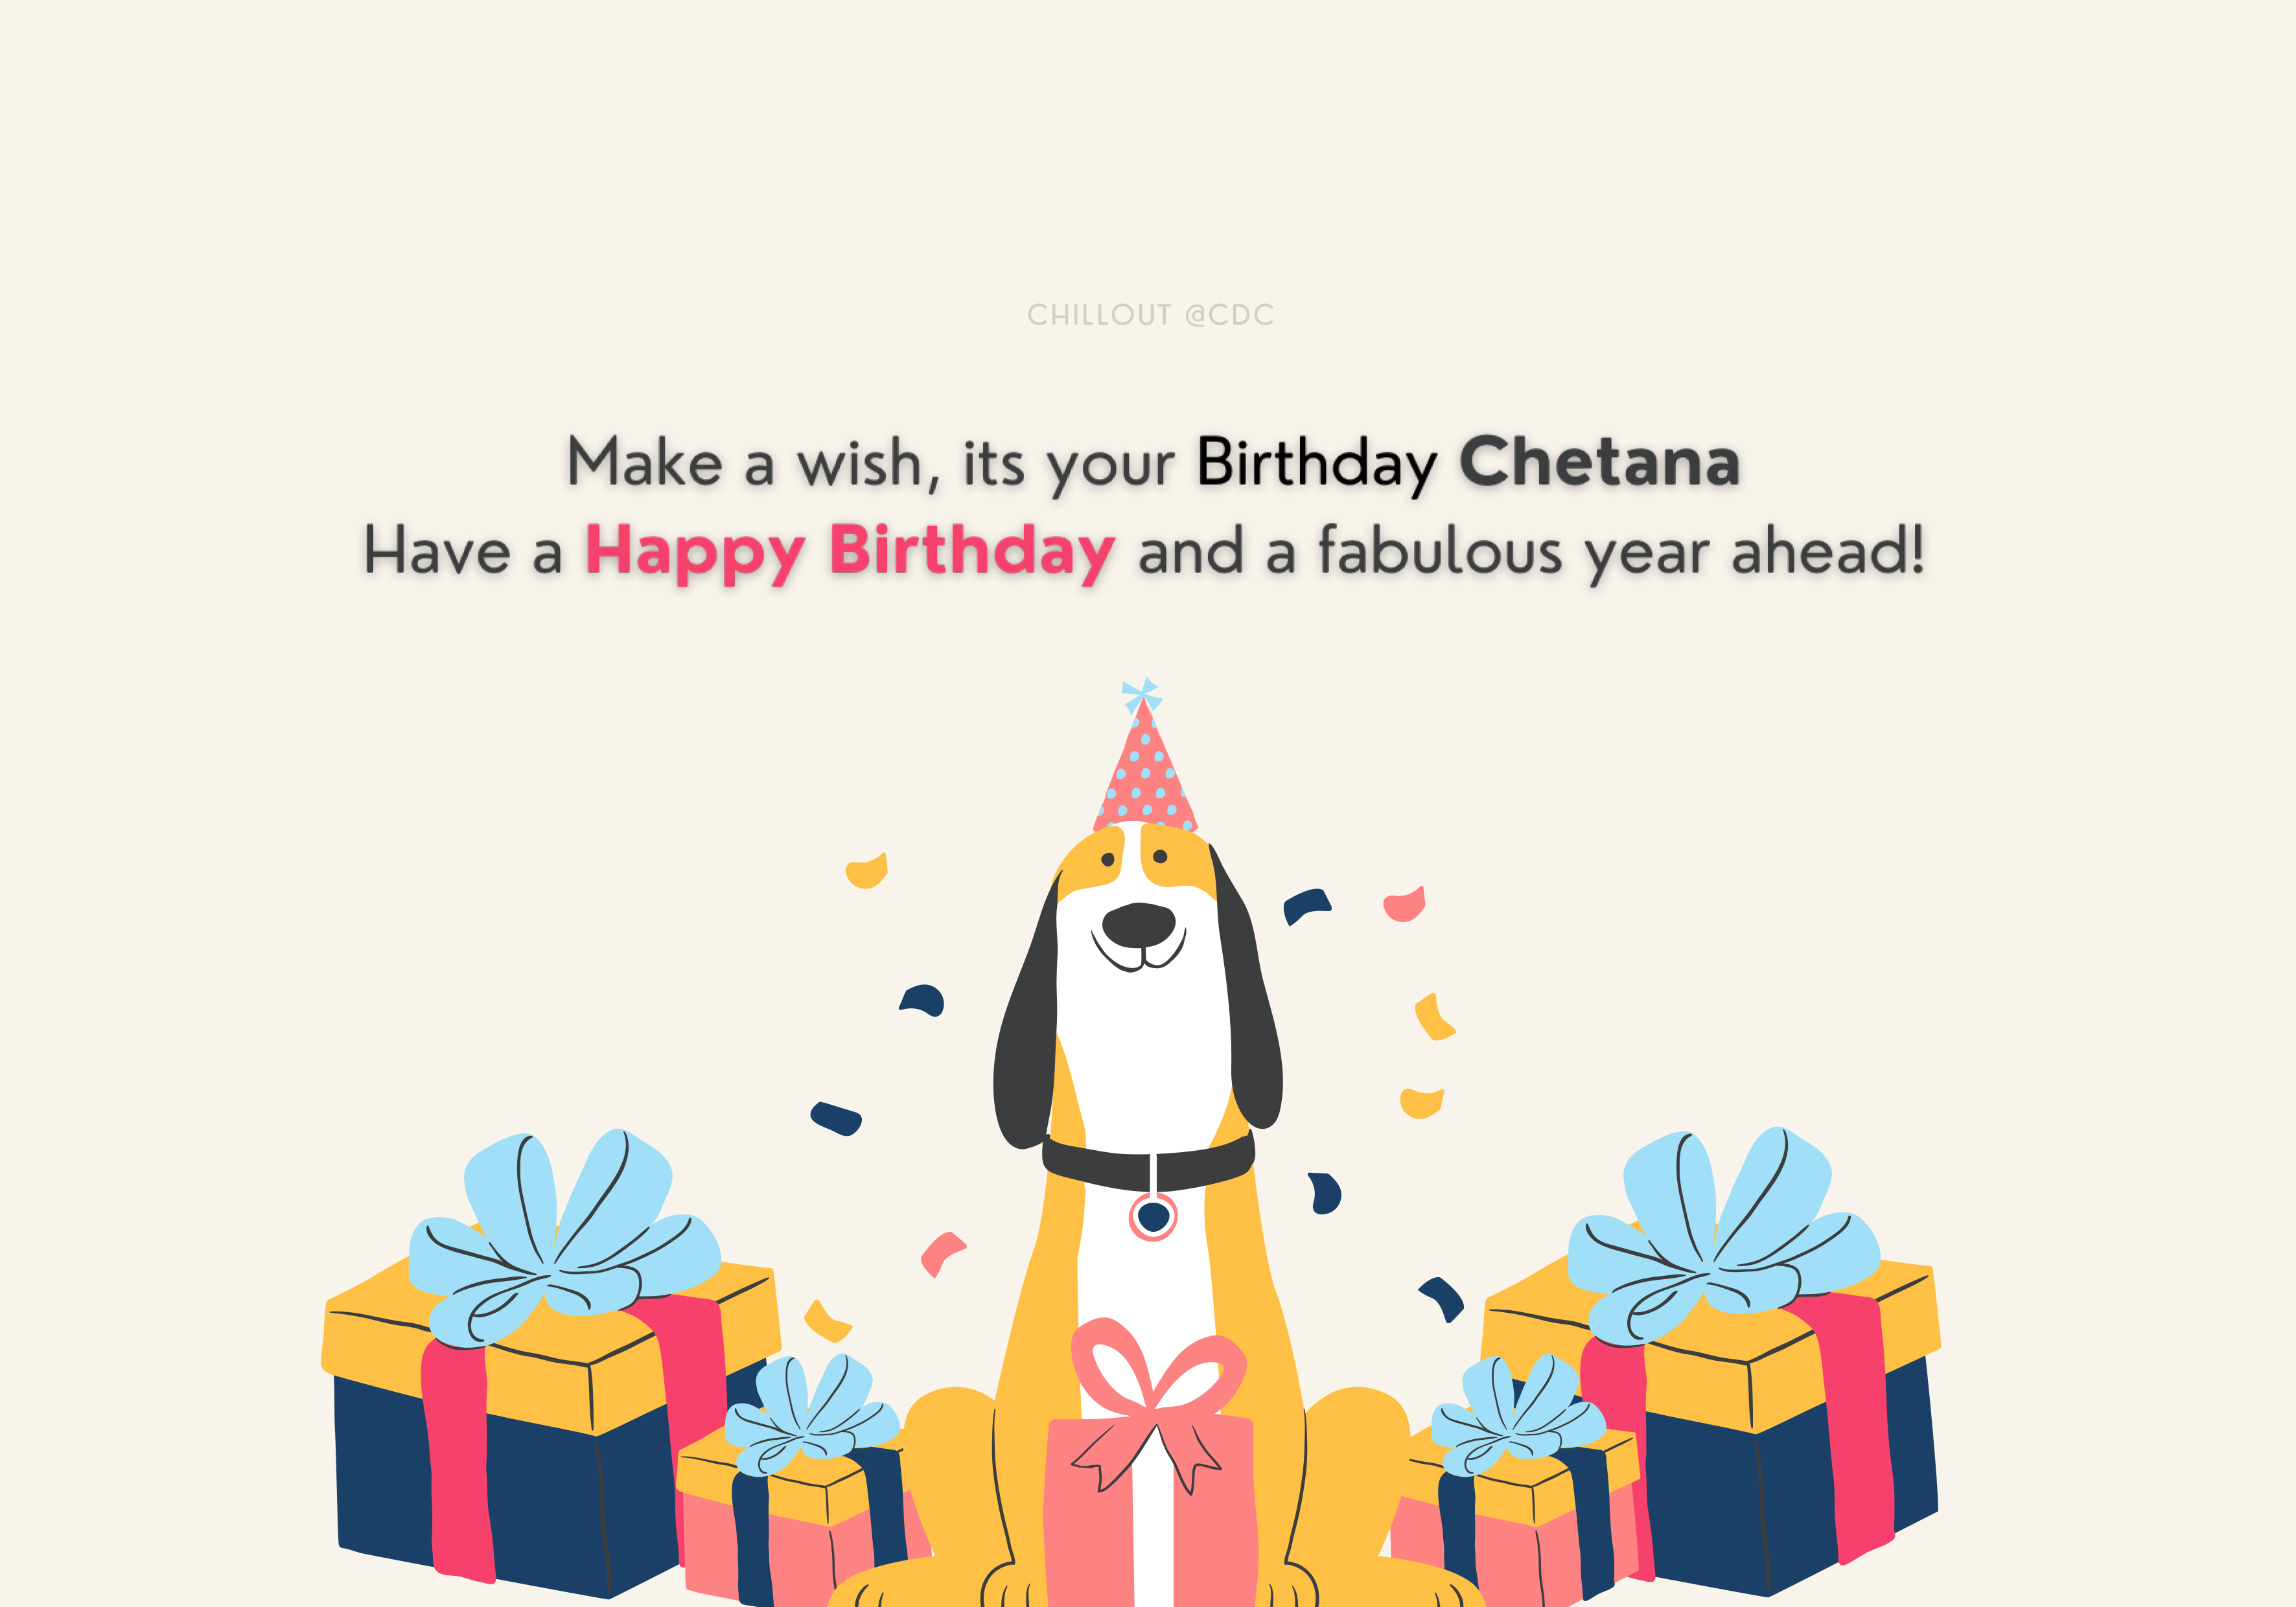 CHILLOUT @CDC
Make a wish, its your Birthday Chetana
Have a Happy Birthday and a fabulous year ahead!